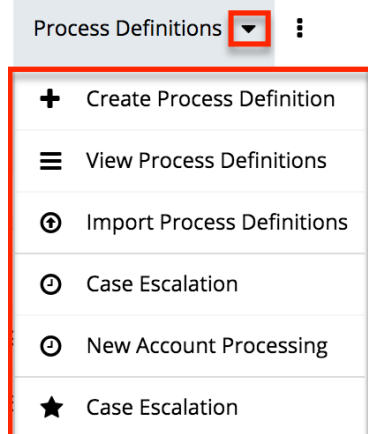 Process Definitions
Create Process Definition
View Process Definitions
Import Process Definitions
Case Escalation
New Account Processing
Case Escalation